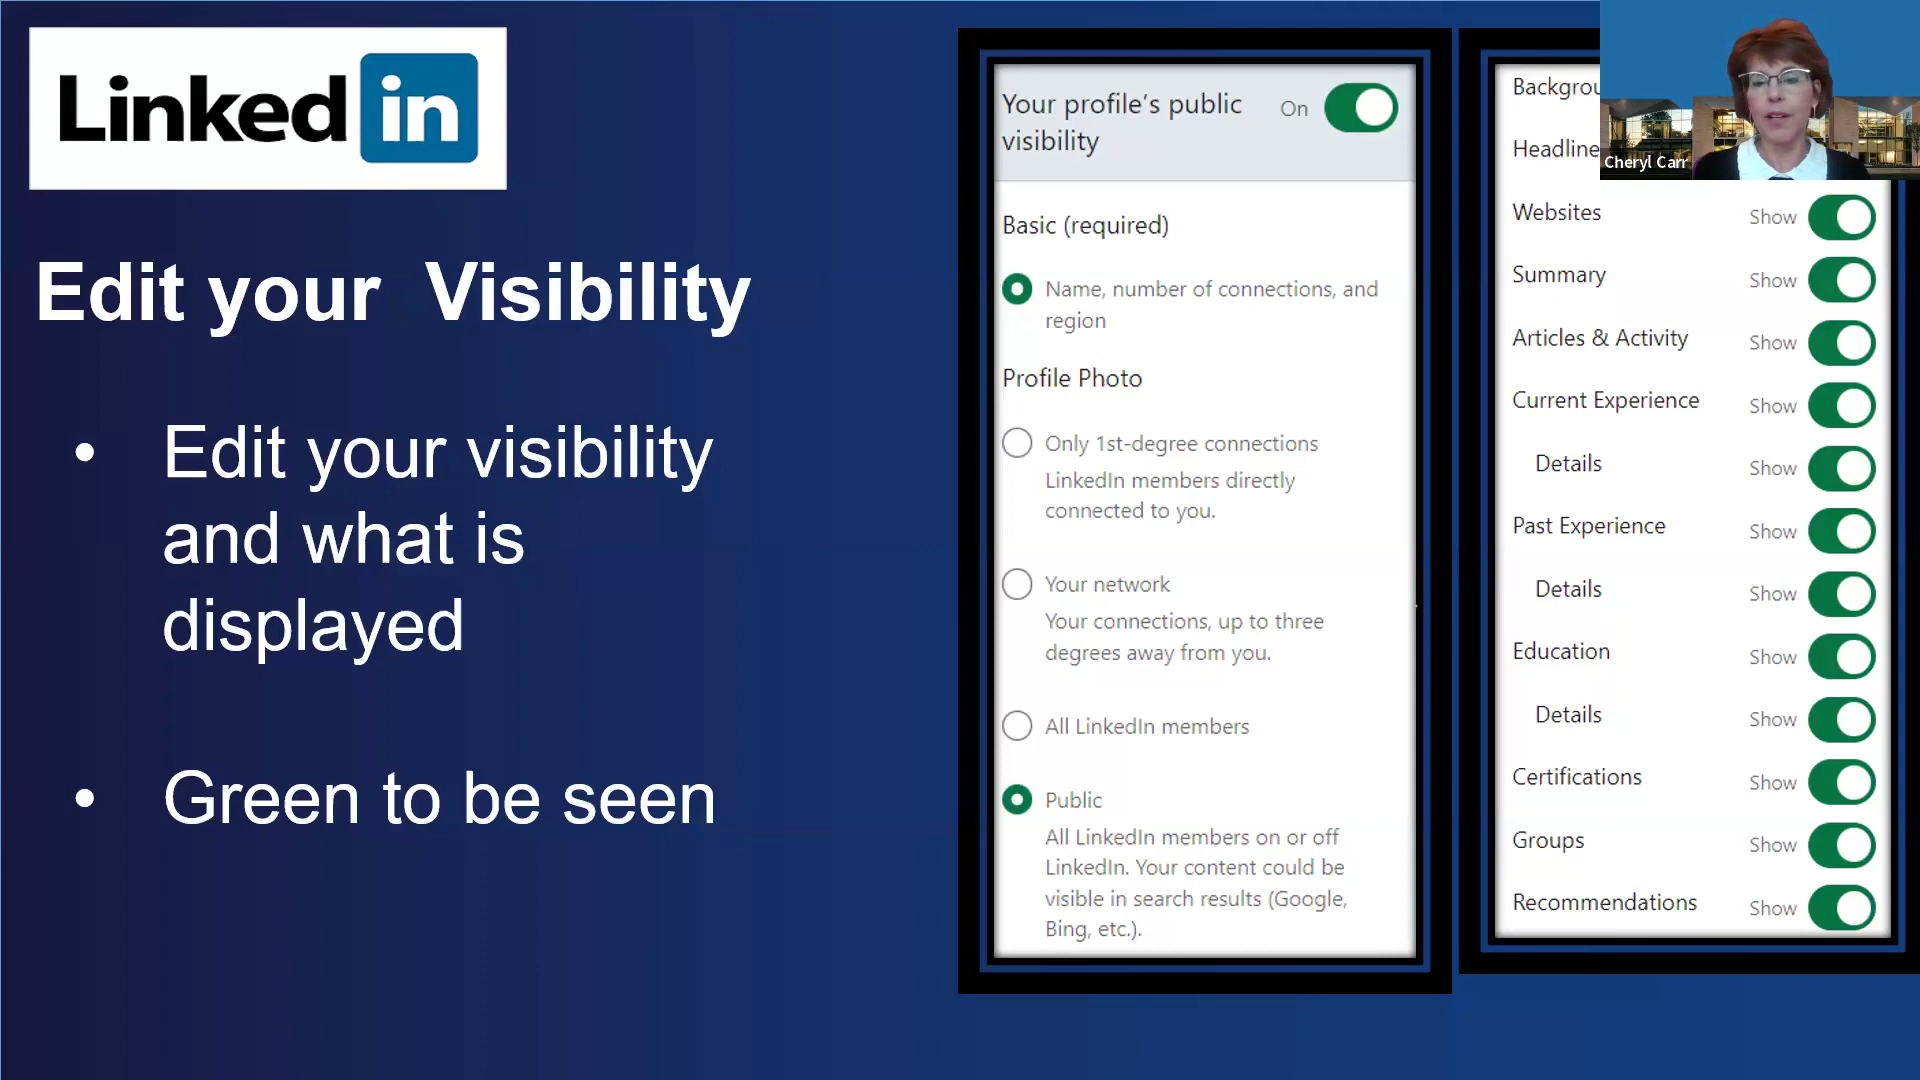 Linked in
Edit your  Visibility
• Edit your visibility
and what is
displayed
• Green to be seen
Your profile's public
visibility
On
Basic (required)
Name, number of connections, and
region
Profile Photo
Only 1st-degree connections
LinkedIn members directly
connected to you.
Your network
Your connections, up to three
degrees away from you.
All LinkedIn members
Public
All LinkedIn members on or off
LinkedIn. Your content could be
visible in search results (Google,
Bing, etc.).
Headline
Websites Show
Summary Show
Articles & Activity Show
Current Experience Show
Details Show
Past Experience Show
Details Show
Education Show
Details Show
Certifications Show
Groups Show
Recommendations Show
Cheryl Carr